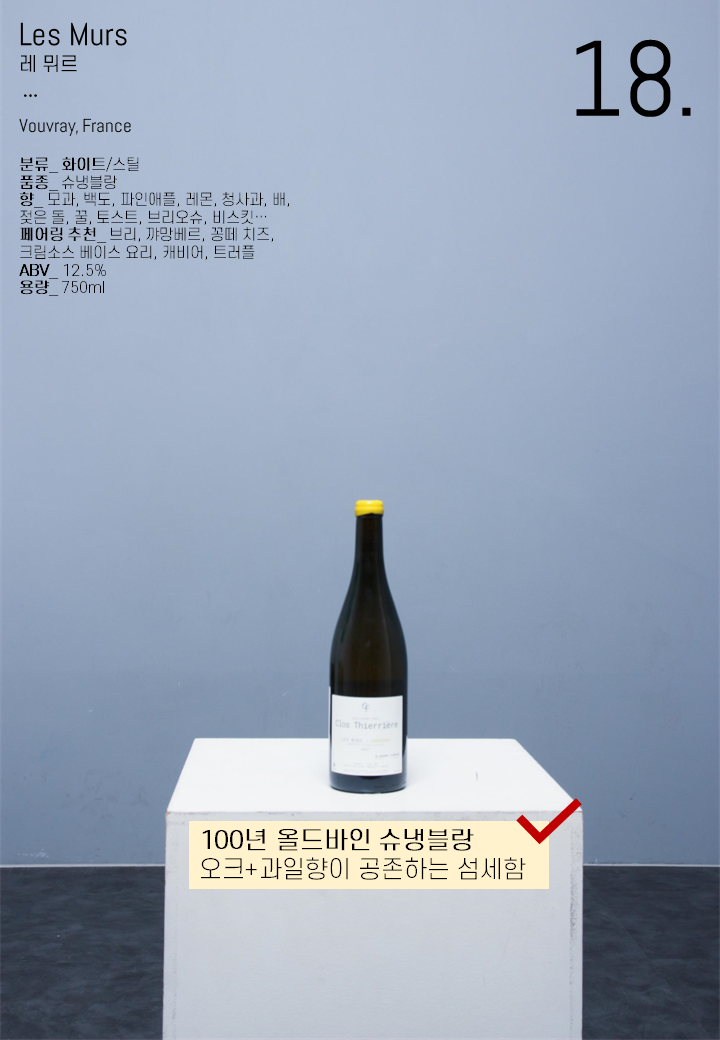 Les Murs
레 뮈르
...
Vouvray, France
18.
분류_ 화이트/스틸
품종_ 슈냉블랑
향_ 모과, 백도, 파인애플, 레몬, 청사과, 배,
젖은 돌, 꿀, 토스트, 브리오슈, 비스킷…
페어링 추천_ 브리, 까망베르, 꽁떼 치즈,
크림소스 베이스 요리, 캐비어, 트러플
ABV_ 12.5%
용량_ 750ml
Clos Thierrière
100년 올드바인 슈냉블랑
오크+과일향이 공존하는 섬세함